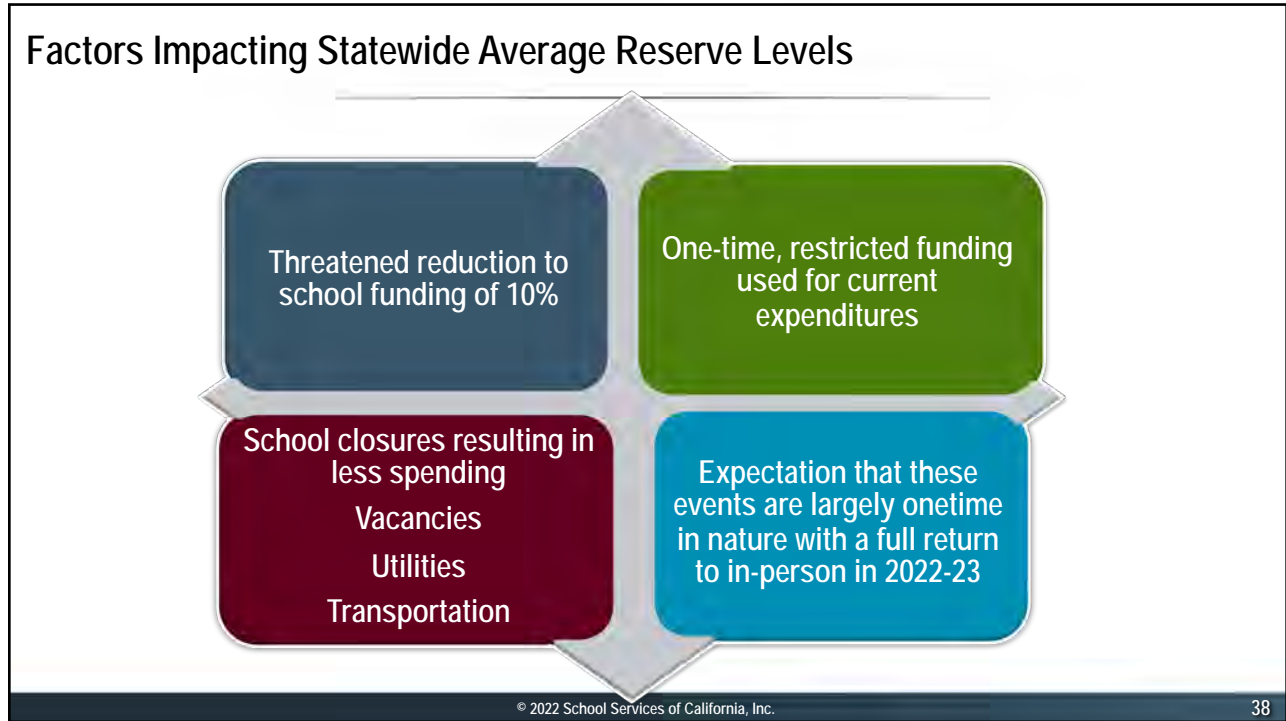 Factors Impacting Statewide Average Reserve Levels
Threatened reduction to
school funding of 10%
One-time, restricted funding
used for current
expenditures
School closures resulting in
less spending
Vacancies
Utilities
Transportation
Expectation that these
events are largely onetime
in nature with a full return
to in-person in 2022-23
© 2022 School Services of California, Inc.
38